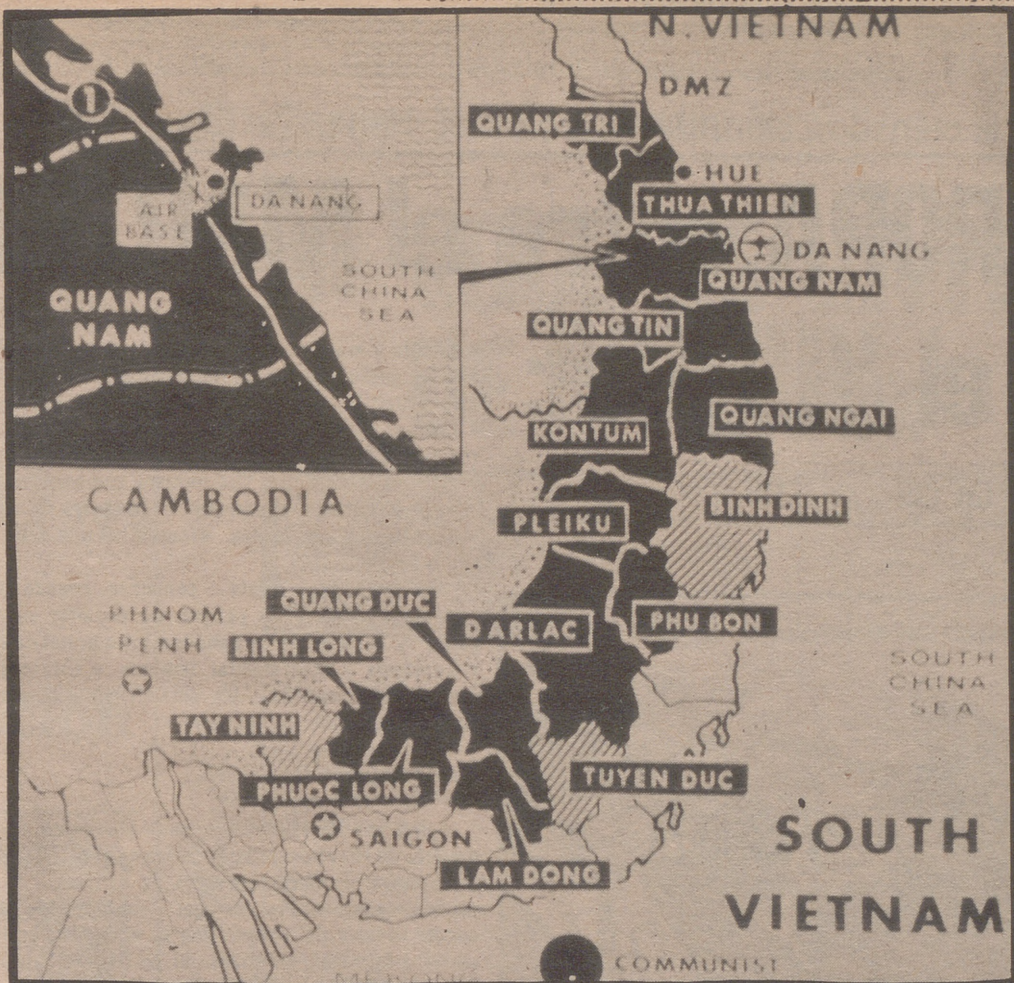 N. VIETNAM
DMZ
QUANG TRI
HUE
THUA THIEN
DA NANG
QUANG NAM
QUANG TIN
QUANG NGAI
KONTUM
BINH DINH
PLEIKU
1
AIR
BASE
DA NANG
SOUTH
CHINA
SEA
QUANG
NAM
CAMBODIA
QUANG DUC
DARLAC
PHU BON
PHNOM
PENH
BINH LONG
SOUTH
CHINA
SEA
TAY NINH
TUYEN DUC
PHUOC LONG
SAIGON
LAM DONG
SOUTH
VIETNAM
COMMUNIST
MEKONG